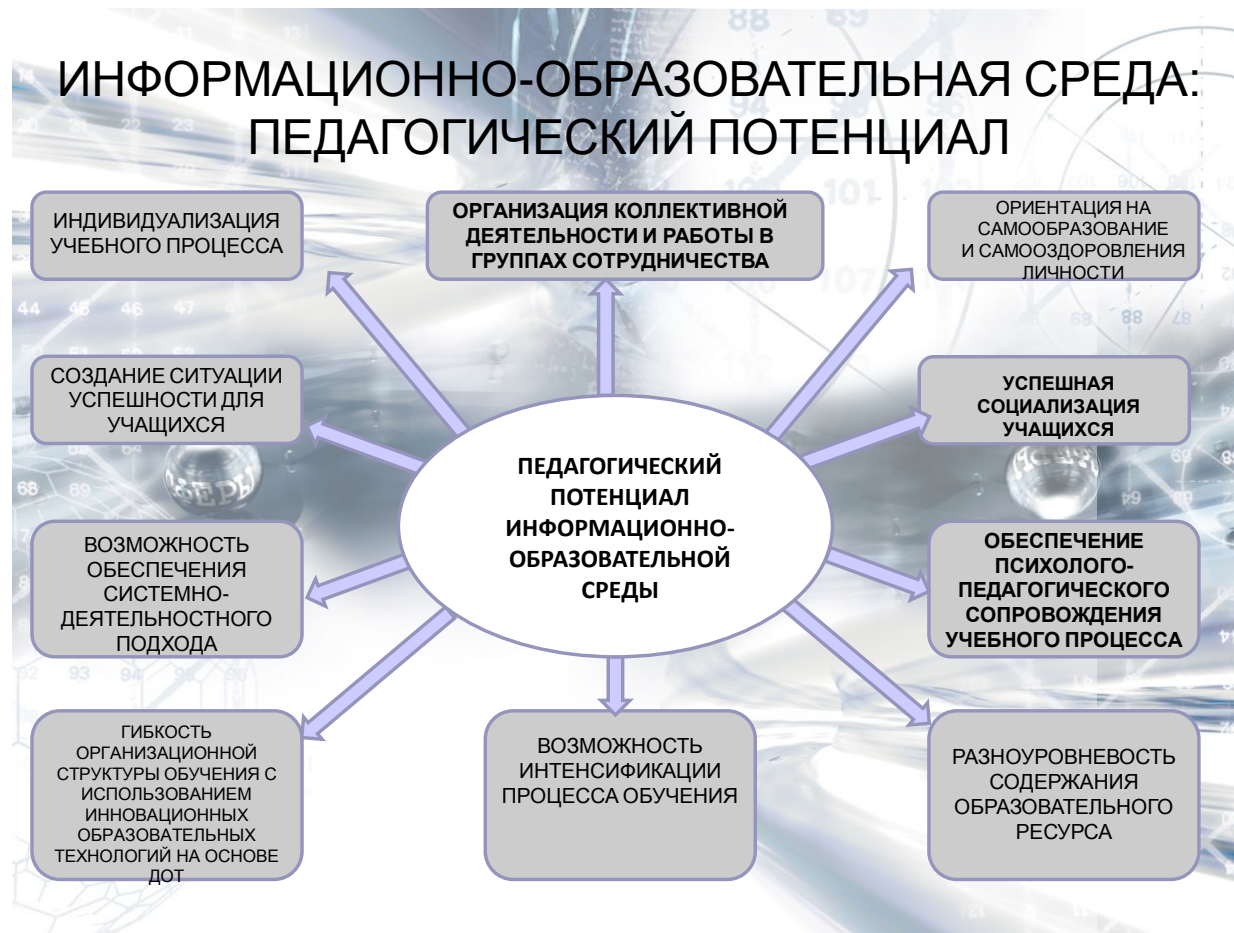 ИНФОРМАЦИОННО-ОБРАЗОВАТЕЛЬНАЯ СРЕДА:
ПЕДАГОГИЧЕСКИЙ ПОТЕНЦИАЛ
ИНДИВИДУАЛИЗАЦИЯ
УЧЕБНОГО ПРОЦЕССА
ОРГАНИЗАЦИЯ КОЛЛЕКТИВНОЙ
ДЕЯТЕЛЬНОСТИ И РАБОТЫ В
ГРУППАХ СОТРУДНИЧЕСТВА
ОРИЕНТАЦИЯ НА
САМООБРАЗОВАНИЕ
И САМООЗДОРОВЛЕНИЯ
ЛИЧНОСТИ
СОЗДАНИЕ СИТУАЦИИ
УСПЕШНОСТИ ДЛЯ
УЧАЩИХСЯ
УСПЕШНАЯ
СОЦИАЛИЗАЦИЯ
УЧАЩИХСЯ
ПЕДАГОГИЧЕСКИЙ
ПОТЕНЦИАЛ
ИНФОРМАЦИОННО-
ОБРАЗОВАТЕЛЬНОЙ
СРЕДЫ
ВОЗМОЖНОСТЬ
ОБЕСПЕЧЕНИЯ
СИСТЕМНО-
ДЕЯТЕЛЬНОСТНОГО
ПОДХОДА
ОБЕСПЕЧЕНИЕ
ПСИХОЛОГО-
ПЕДАГОГИЧЕСКОГО
СОПРОВОЖДЕНИЯ
УЧЕБНОГО ПРОЦЕССА
ГИБКОСТЬ
ОРГАНИЗАЦИОННОЙ
СТРУКТУРЫ ОБУЧЕНИЯ С
ИСПОЛЬЗОВАНИЕМ
ИННОВАЦИОННЫХ
ОБРАЗОВАТЕЛЬНЫХ
ТЕХНОЛОГИЙ НА ОСНОВЕ
ДОТ
ВОЗМОЖНОСТЬ
ИНТЕНСИФИКАЦИИ
ПРОЦЕССА ОБУЧЕНИЯ
РАЗНОУРОВНЕВОСТЬ
СОДЕРЖАНИЯ
ОБРАЗОВАТЕЛЬНОГО
РЕСУРСА